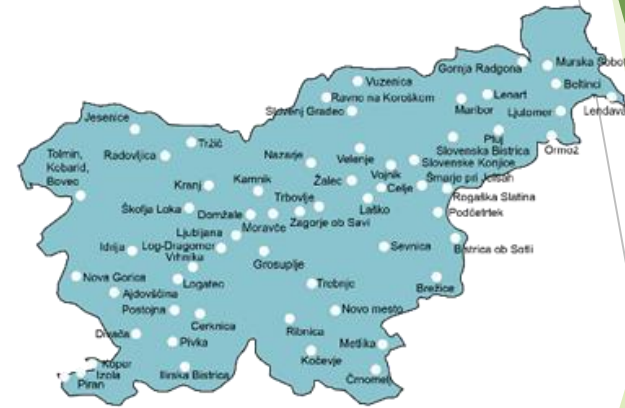 Murska Sobot
Gornja Radgona
Vuzenica
Beltinci
Ravne na Koroškem
Lenart
Slovenj Gradec
Maribor
Ljutomer
Lendava
Jesenice
Tržič
Ptuj
Ormož
Slovenska Bistrica
Radovljica
Nazarje
Velenje
Slovenske Konjice
Tolmin,
Kobarid,
Bovec
Vojnik
Kranj
Kamnik
Žalec
Celje
Šmarje pri Jelšah
Trbovlje
Rogaška Slatina
Škofja Loka
Domžale
Laško
Podčetrtek
Moravče
Zagorje ob Savi
Ljubljana
Idrija
Log-Dragomer
Sevnica
Bistrica ob Sotli
Vrhnika
Grosuplje
Nova Gorica
Logatec
Trebnje
Brežice
Ajdovščina
Postojna
Novo mesto
Cerknica
Ribnica
Divača
Pivka
Metlika
Kočevje
Koper
Izola
Ilirska Bistrica
Črnomelj
Piran